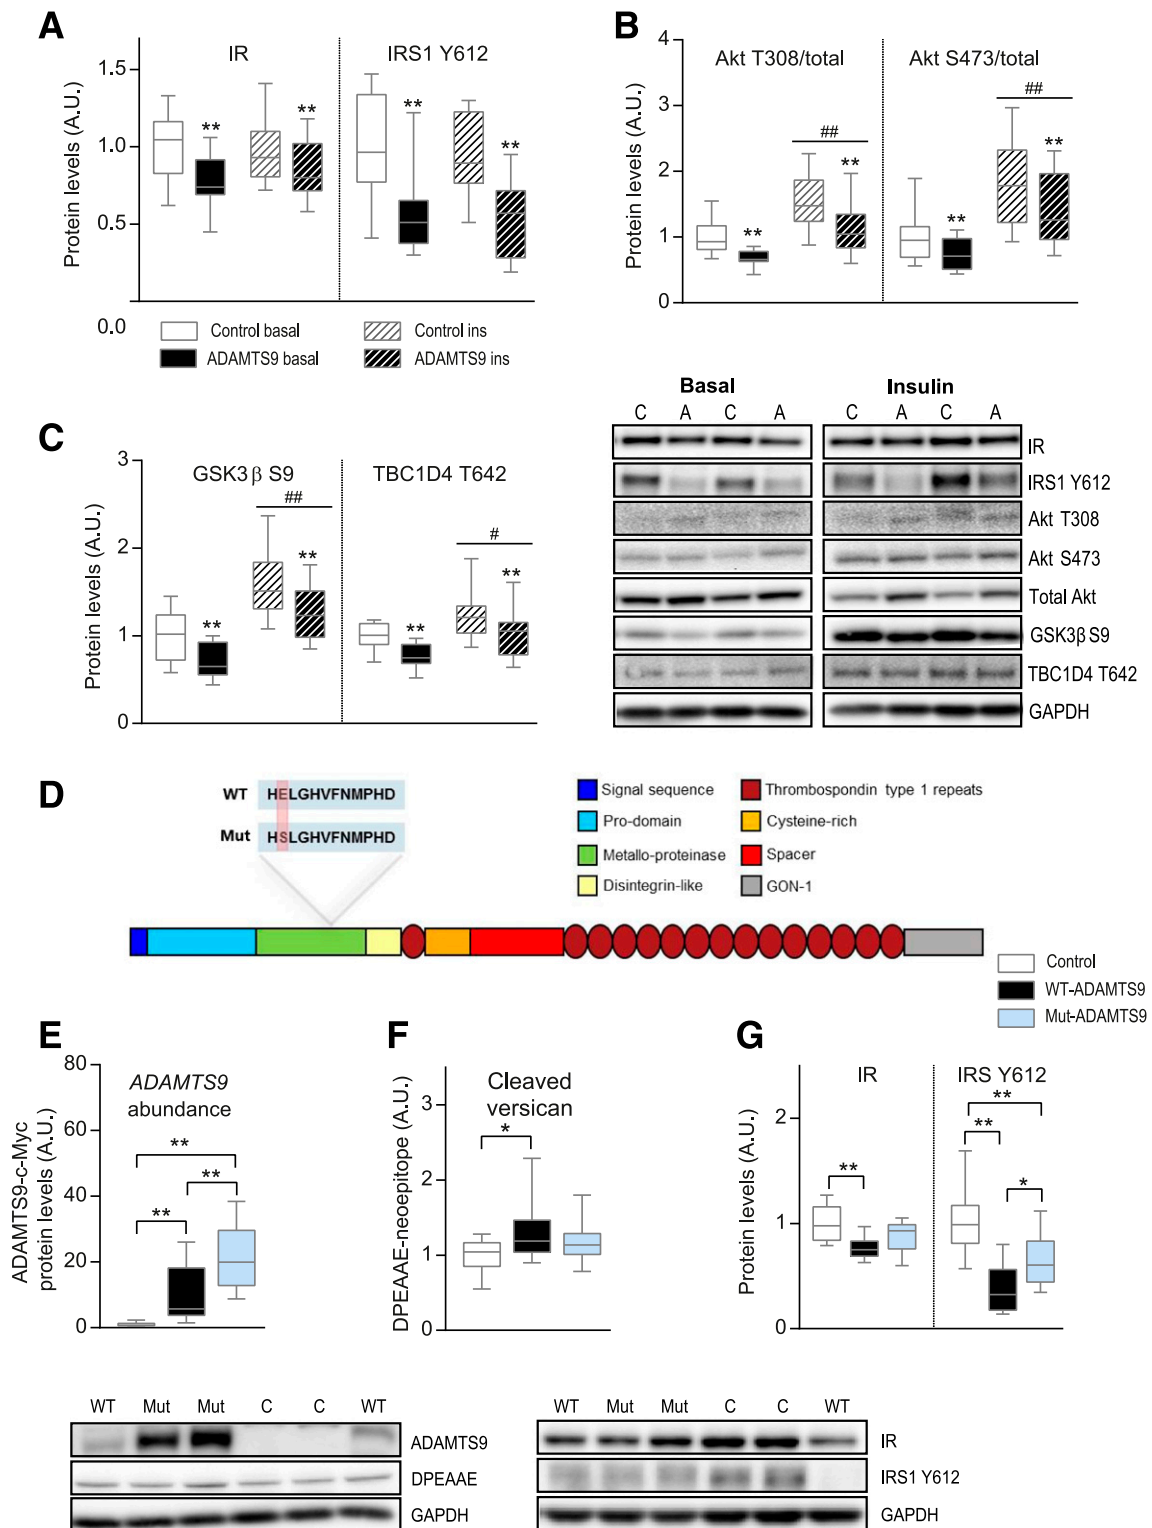 A
IR
IRS1 Y612
Protein levels (A.U.)
1.5
1.0
0.5
0.0
**
**
**
**
Control basal
Control ins
ADAMTS9 basal
ADAMTS9 ins
B
Akt T308/total
Akt S473/total
Protein levels (A.U.)
4
3
2
1
0
**
##
**
**
##
**
Basal
Insulin
C A C A
C A C A
IR
IRS1 Y612
Akt T308
Akt S473
Total Akt
GSK3β S9
TBC1D4 T642
GAPDH
C
GSK3β S9
TBC1D4 T642
Protein levels (A.U.)
3
2
1
0
**
##
**
**
#
**
D
WT HELGHVFNMPHD
Mut HSLGHVFNMPHD
Signal sequence
Thrombospondin type 1 repeats
Pro-domain
Cysteine-rich
Metallo-proteinase
Spacer
Disintegrin-like
GON-1
Control
WT-ADAMTS9
Mut-ADAMTS9
E
ADAMTS9
abundance
ADAMTS9-c-Myc
protein levels (A.U.)
80
60
40
20
0
**
**
**
F
Cleaved
versican
DPEAAE-neoepitope (A.U.)
3
2
1
0
*
G
IR
IRS Y612
Protein levels (A.U.)
2
1
0
**
**
**
*
WT Mut Mut C C WT
ADAMTS9
DPEAAE
GAPDH
WT Mut Mut C C WT
IR
IRS1 Y612
GAPDH